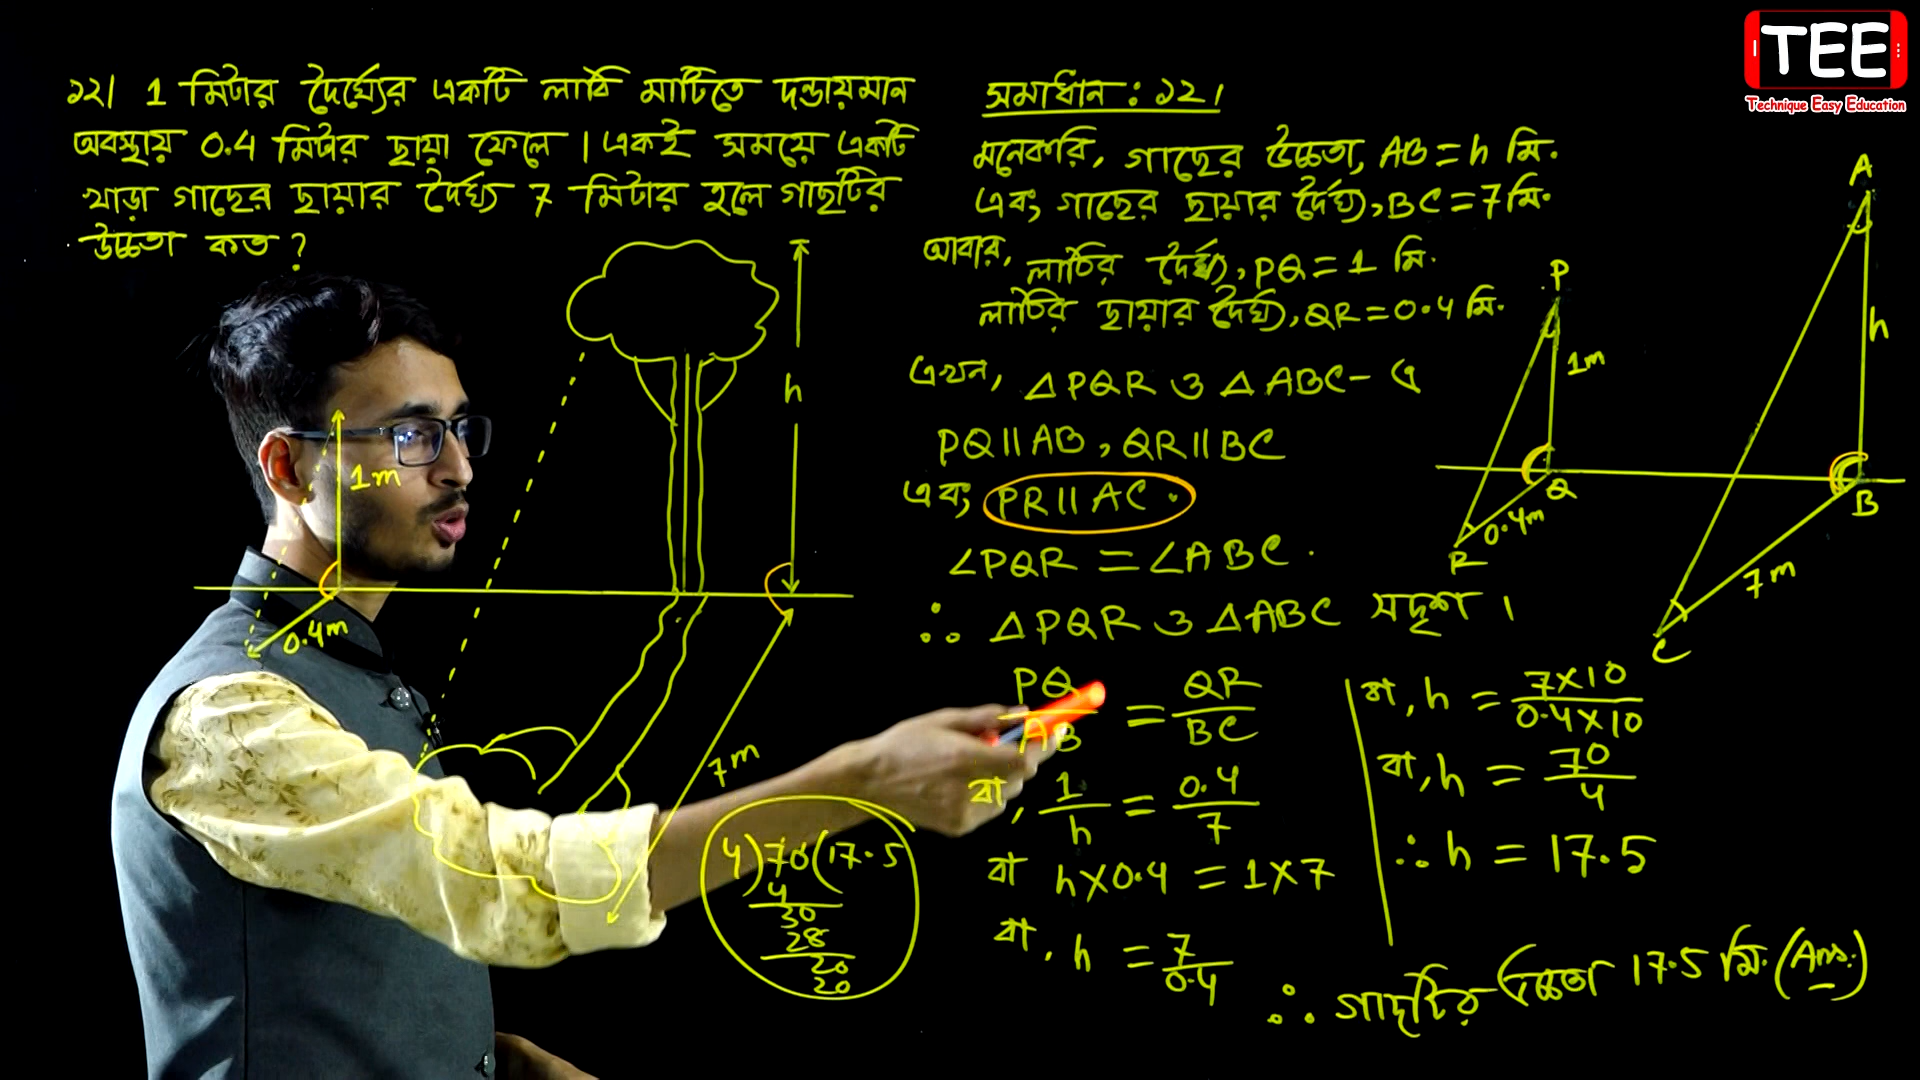 TEE
Technique Easy Education
১২। 1 মিটার দৈর্ঘ্যের একটি লাঠি মাটিতে দন্ডায়মান
অবস্থায় 0.4 মিটার ছায়া ফেলে। একই সময়ে একটি
খাড়া গাছের ছায়ার দৈর্ঘ্য 7 মিটার হলে গাছটির
উচ্চতা কত?
h
1m
0.4m
7m
4)70(17.5
4
30
28
20
20
সমাধান: ১২।
মনেকরি, গাছের উচ্চতা, AB = h মি.
এবং গাছের ছায়ার দৈর্ঘ্য, BC = 7 মি.
আবার, লাঠির দৈর্ঘ্য, PQ = 1 মি.
লাঠির ছায়ার দৈর্ঘ্য, QR = 0.4 মি.
এখন, △PQR ও △ABC-এ
PQ || AB, QR || BC
এবং PR || AC.
∠PQR = ∠ABC.
∴ △PQR ও △ABC সদৃশ।
PQ/AB = QR/BC
বা, 1/h = 0.4/7
বা h×0.4 = 1×7
বা, h = 7/0.4
বা, h = 7×10/0.4×10
বা, h = 70/4
∴ h = 17.5
∴ গাছটির উচ্চতা 17.5 মি. (Ans:)
P
1m
Q
0.4m
R
A
h
B
7m
C